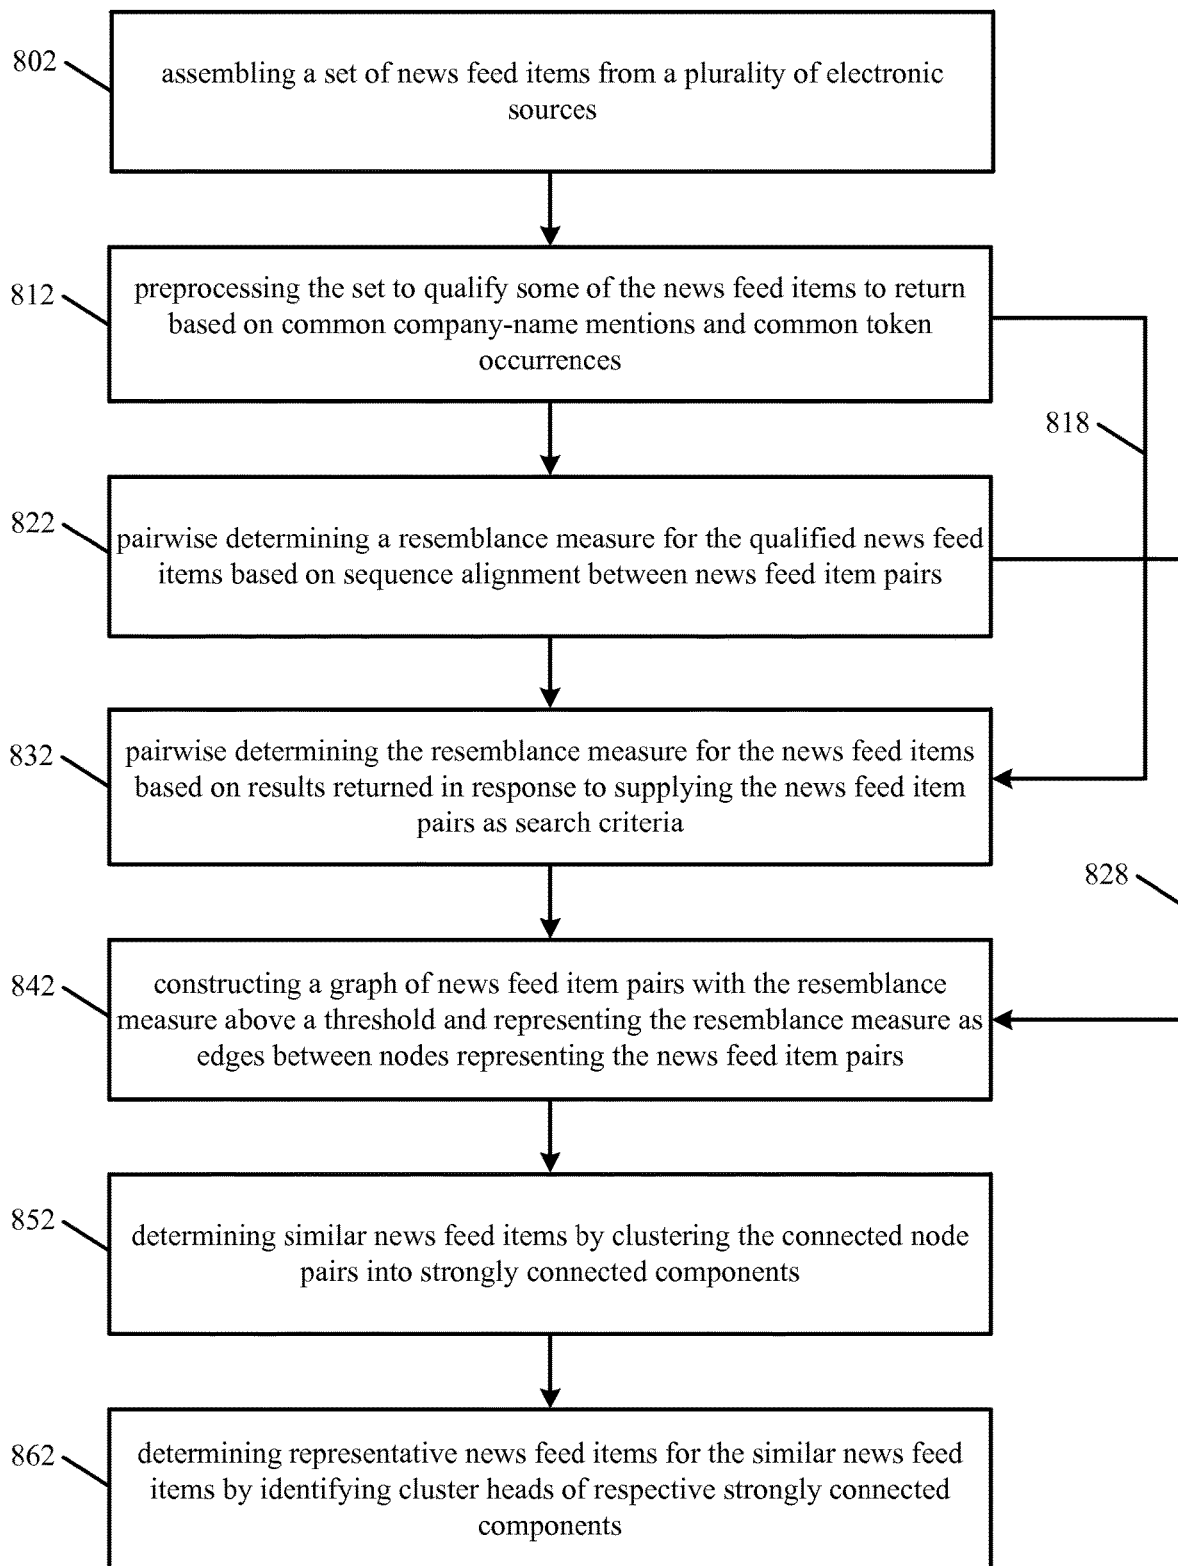 802
assembling a set of news feed items from a plurality of electronic
sources
812
preprocessing the set to qualify some of the news feed items to return
based on common company-name mentions and common token
occurrences
818
822
pairwise determining a resemblance measure for the qualified news feed
items based on sequence alignment between news feed item pairs
832
pairwise determining the resemblance measure for the news feed items
based on results returned in response to supplying the news feed item
pairs as search criteria
828
842
constructing a graph of news feed item pairs with the resemblance
measure above a threshold and representing the resemblance measure as
edges between nodes representing the news feed item pairs
852
determining similar news feed items by clustering the connected node
pairs into strongly connected components
862
determining representative news feed items for the similar news feed
items by identifying cluster heads of respective strongly connected
components